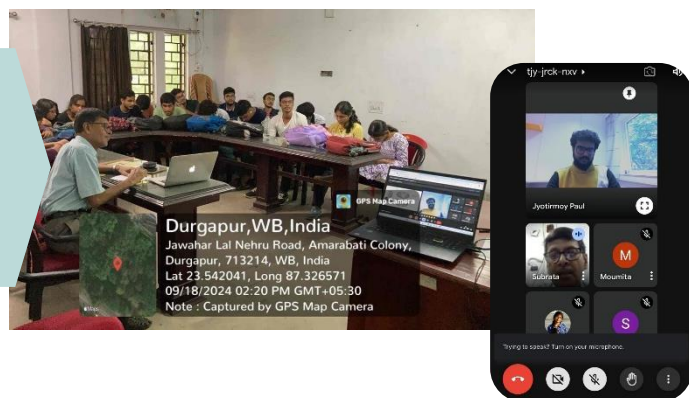 GPS Map Camera
Durgapur,WB,India
Jawahar Lal Nehru Road, Amarabati Colony,
Durgapur, 713214, WB, India
Lat 23.542041, Long 87.326571
09/18/2024 02:20 PM GMT+05:30
Note : Captured by GPS Map Camera
tjy-jrck-nxv
Jyotirmoy Paul
Subrata
M
Moumita
S
Trying to speak? Turn on your microphone.